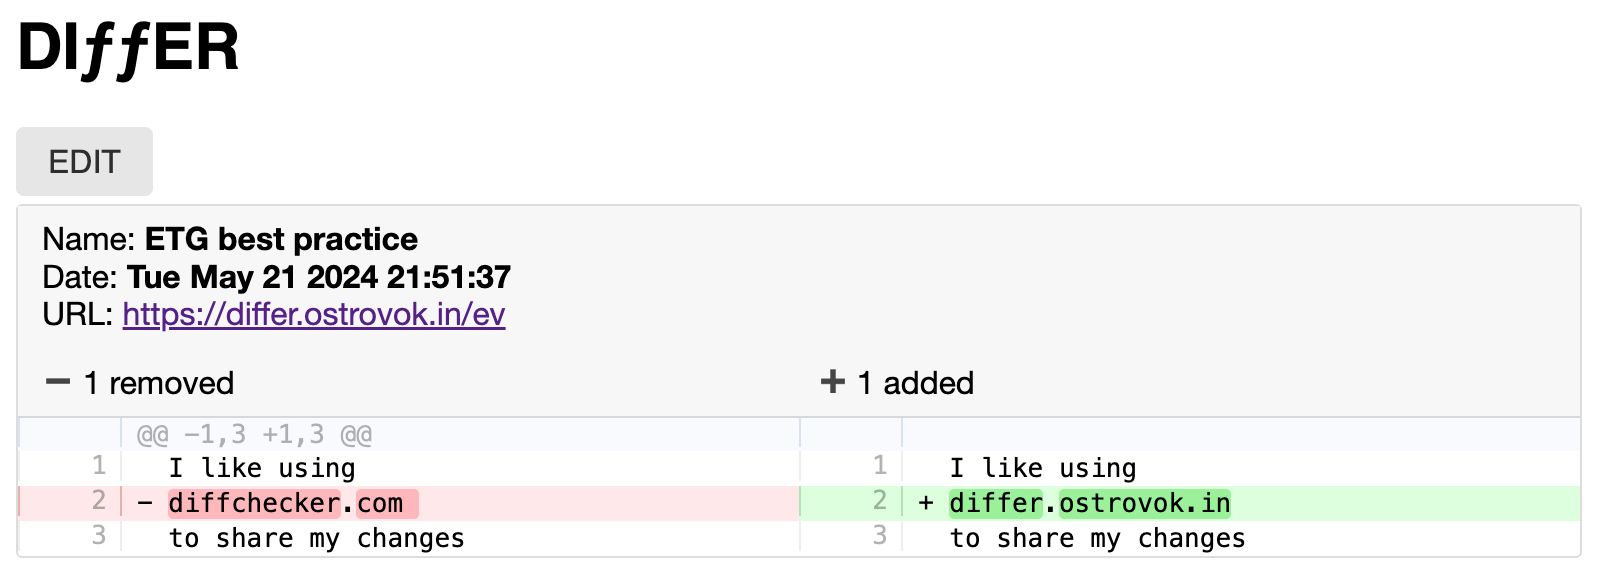 DIƒƒER
EDIT
Name: ETG best practice
Date: Tue May 21 2024 21:51:37
URL: https://differ.ostrovok.in/ev
− 1 removed
+ 1 added
@@ -1,3 +1,3 @@
1 I like using
2 - diffchecker.com
3 to share my changes
1 I like using
2 + differ.ostrovok.in
3 to share my changes